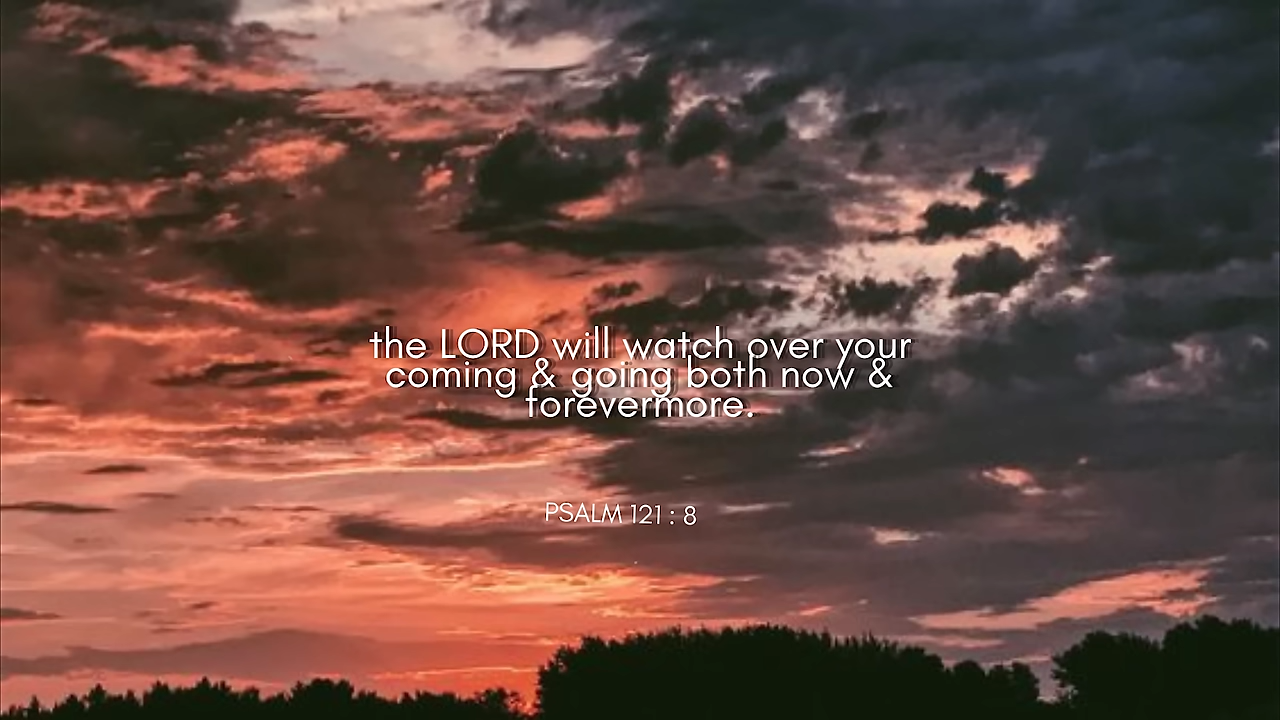 the LORD will watch over your
coming & going both now &
forevermore.
PSALM 121 : 8